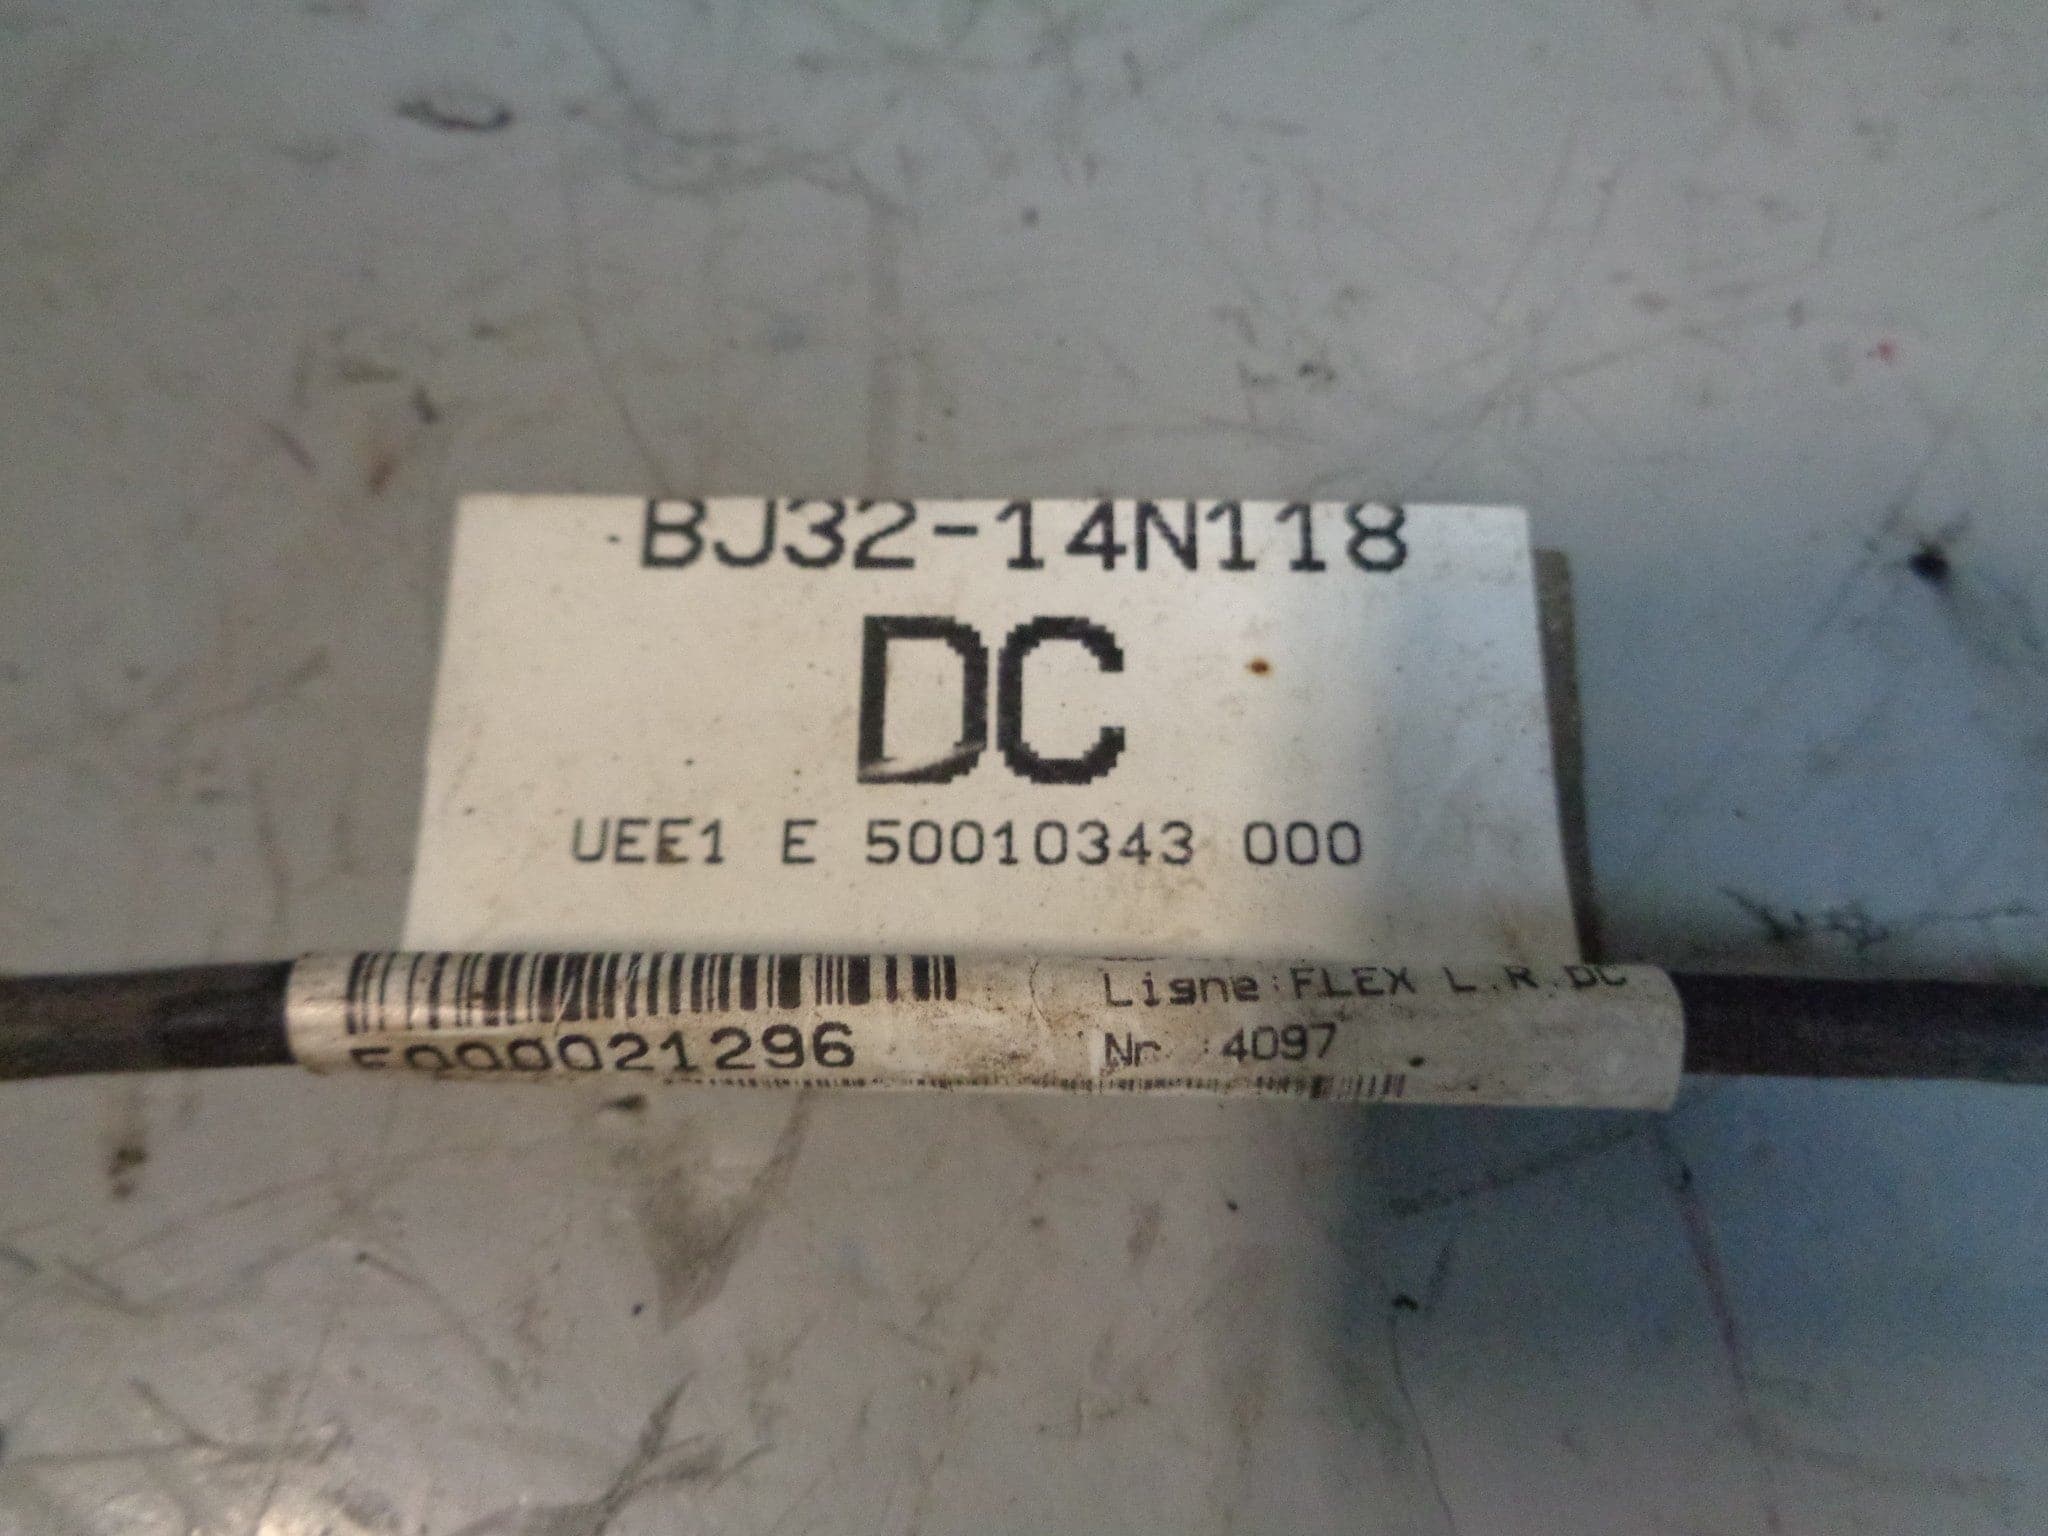 BJ32-14N118
DC
UEE1 E 50010343 000
Ligne:FLEX L.R.DC
Nr :4097